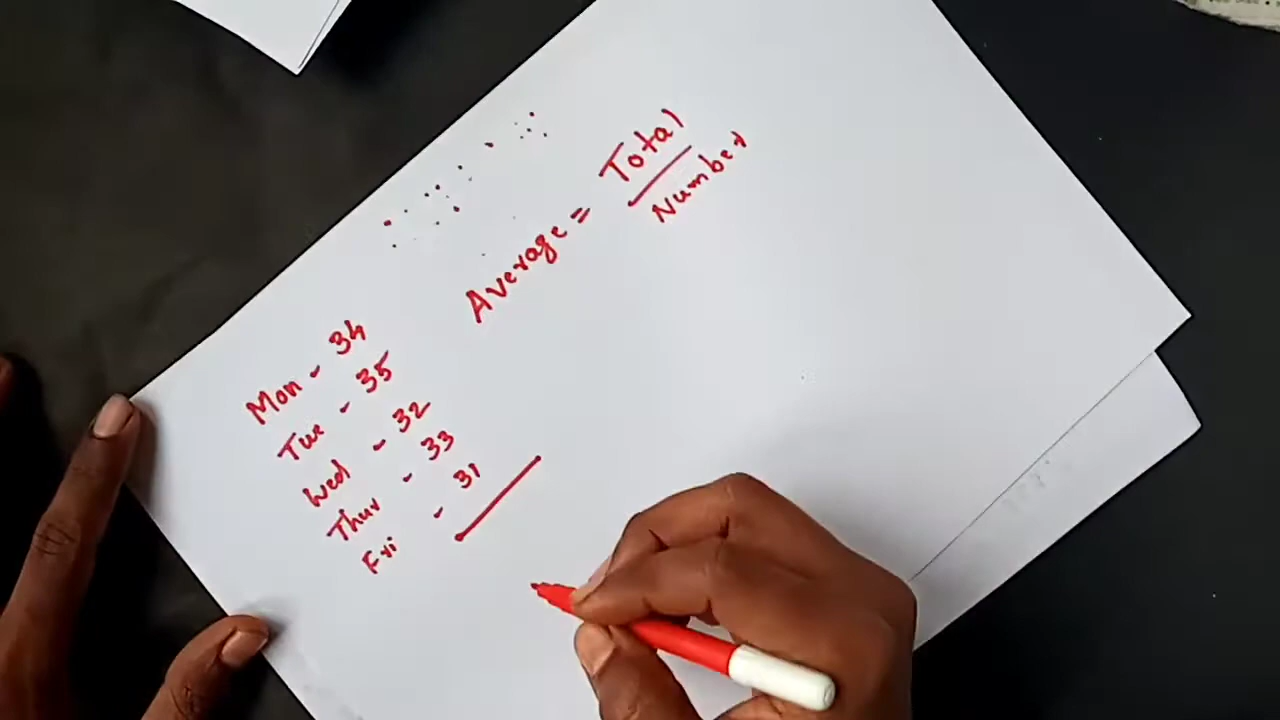 Average = Total
Number
Mon - 34
Tue - 35
Wed - 32
Thur - 33
Fri - 31